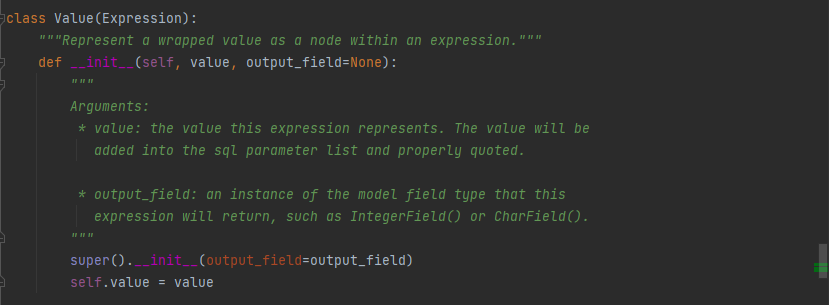 class Value(Expression):
    """Represent a wrapped value as a node within an expression."""
    def __init__(self, value, output_field=None):
        """
        Arguments:
         * value: the value this expression represents. The value will be
           added into the sql parameter list and properly quoted.

         * output_field: an instance of the model field type that this
           expression will return, such as IntegerField() or CharField().
        """
        super().__init__(output_field=output_field)
        self.value = value